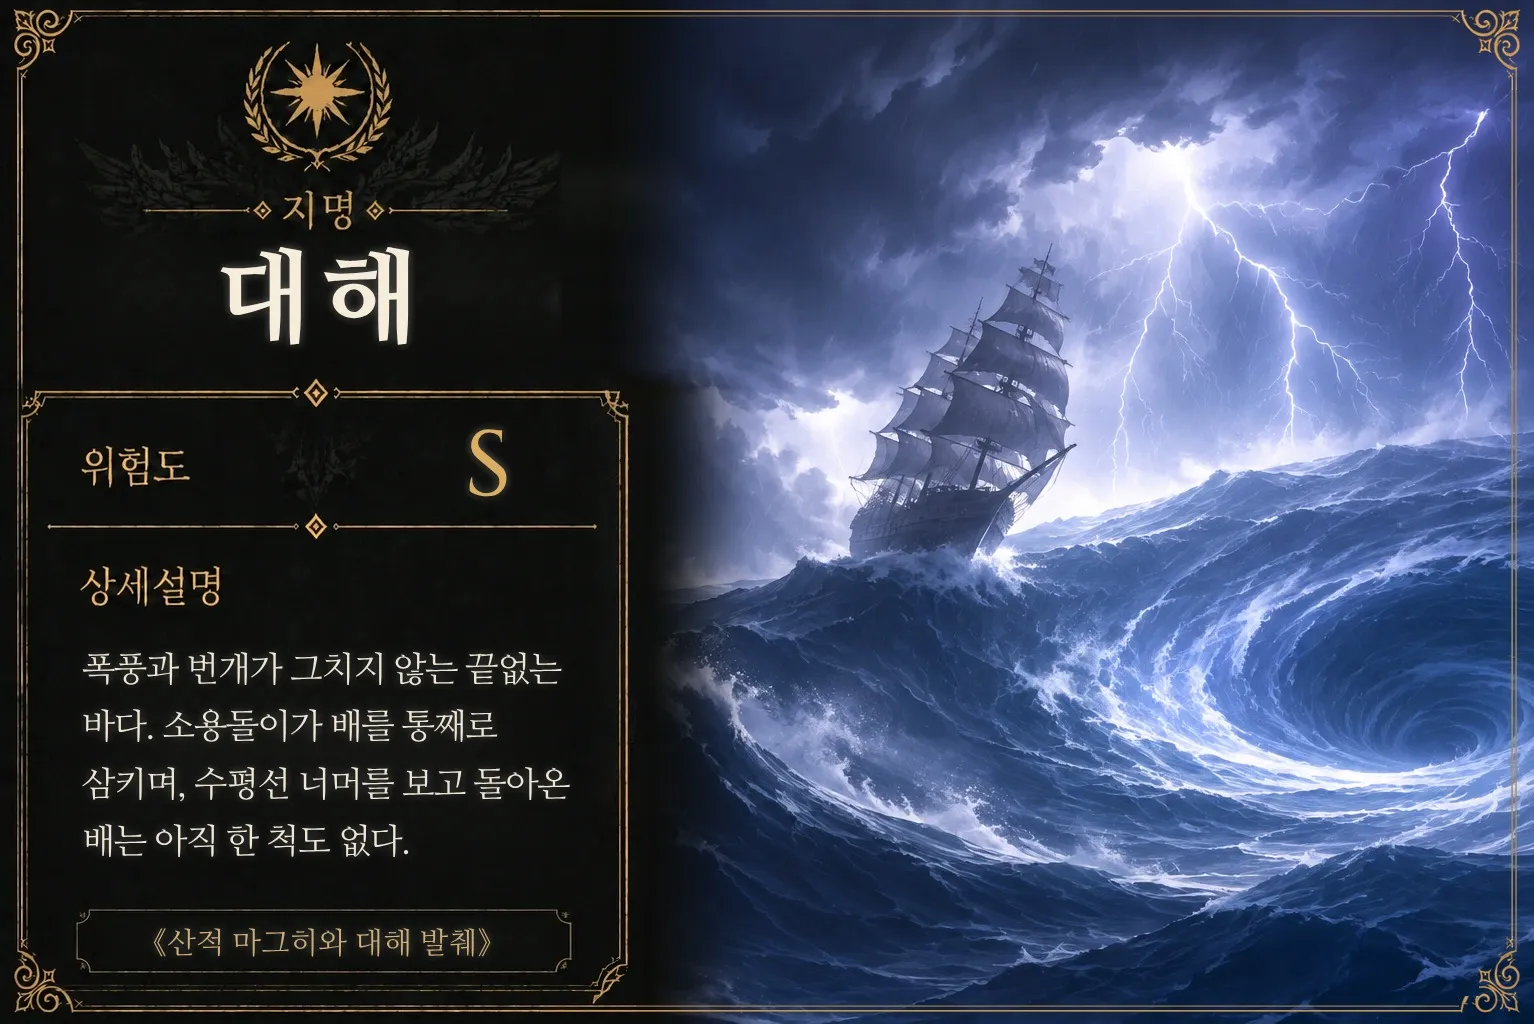 지명
대해
위험도
S
상세설명
폭풍과 번개가 그치지 않는 끝없는
바다. 소용돌이가 배를 통째로
삼키며, 수평선 너머를 보고 돌아온
배는 아직 한 척도 없다.
《산적 마그히와 대해 발췌》